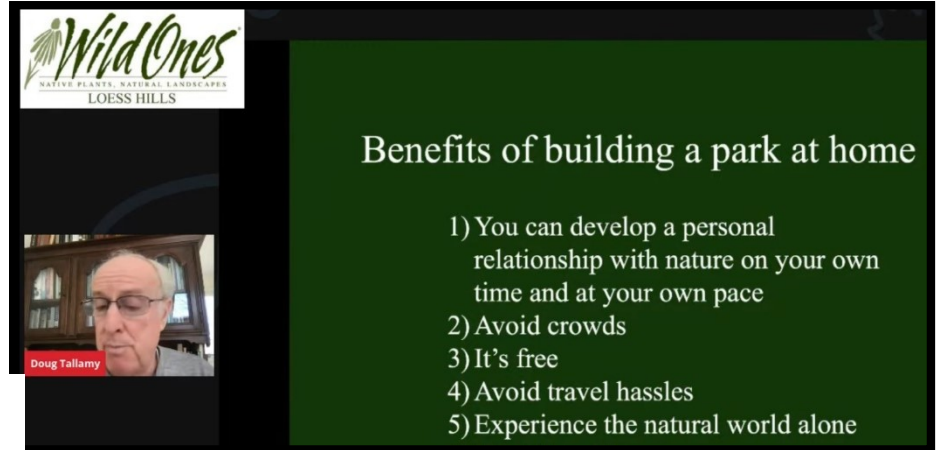 Wild Ones
NATIVE PLANTS, NATURAL LANDSCAPES
LOESS HILLS
Benefits of building a park at home
1) You can develop a personal
relationship with nature on your own
time and at your own pace
2) Avoid crowds
3) It's free
4) Avoid travel hassles
5) Experience the natural world alone
Doug Tallamy